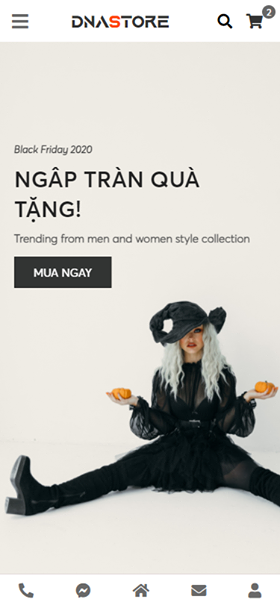 DNASTORE
2
Black Friday 2020
NGẬP TRÀN QUÀ
TẶNG!
Trending from men and women style collection
MUA NGAY